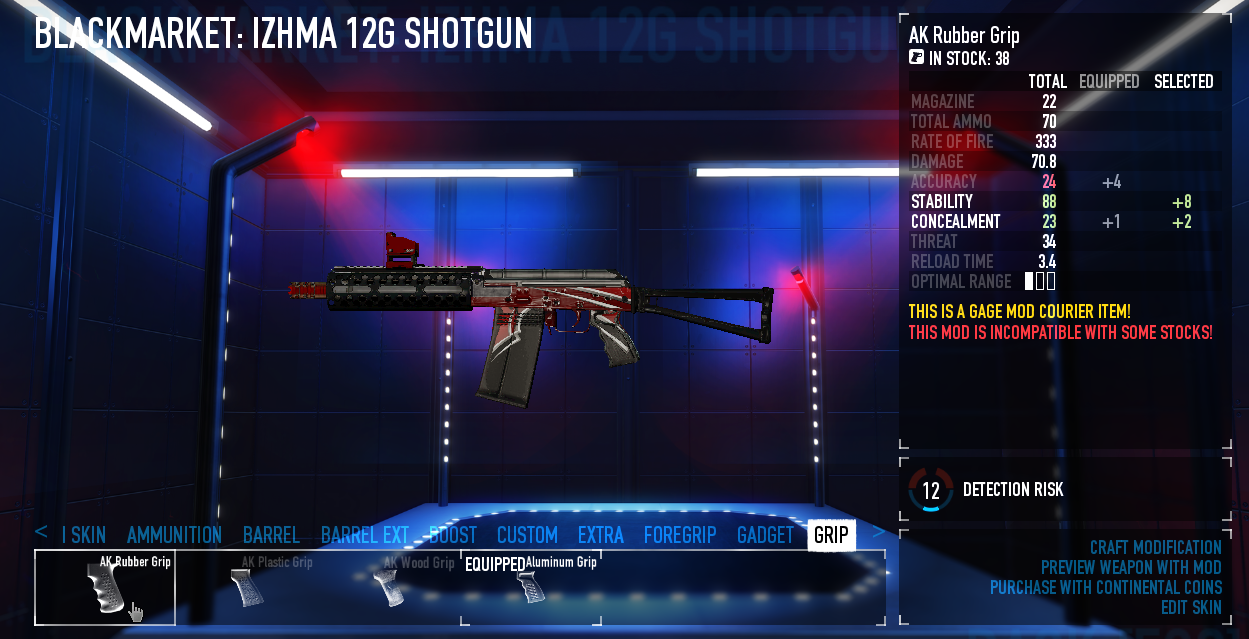 BLACKMARKET: IZHMA 12G SHOTGUN
AK Rubber Grip
IN STOCK: 38
TOTAL EQUIPPED SELECTED
MAGAZINE 22
TOTAL AMMO 70
RATE OF FIRE 333
DAMAGE 70.8
ACCURACY 24 +4
STABILITY 88 +8
CONCEALMENT 23 +1 +2
THREAT 34
RELOAD TIME 3.4
OPTIMAL RANGE
THIS IS A GAGE MOD COURIER ITEM!
THIS MOD IS INCOMPATIBLE WITH SOME STOCKS!
12 DETECTION RISK
< I SKIN AMMUNITION BARREL BARREL EXT BOOST CUSTOM EXTRA FOREGRIP GADGET GRIP >
AK Rubber Grip AK Plastic Grip AK Wood Grip EQUIPPED Aluminum Grip
CRAFT MODIFICATION
PREVIEW WEAPON WITH MOD
PURCHASE WITH CONTINENTAL COINS
EDIT SKIN